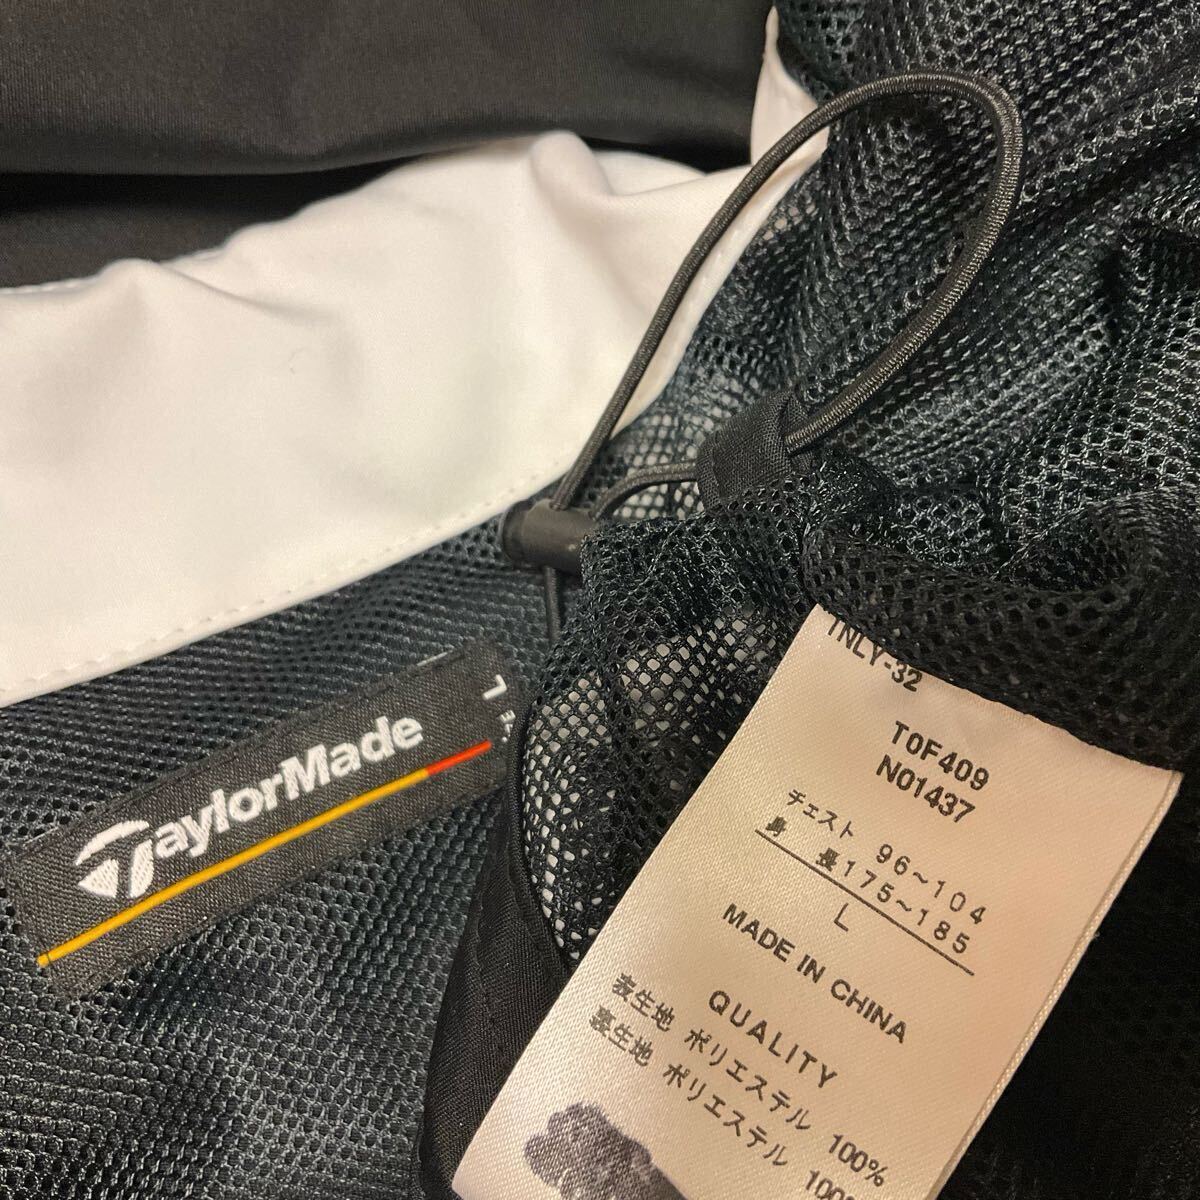 TaylorMade
L
TNLY-32
T0F409
N01437
チェスト 96~104
身 長175~185
L
MADE IN CHINA
QUALITY
表生地 ポリエステル 100%
裏生地 ポリエステル